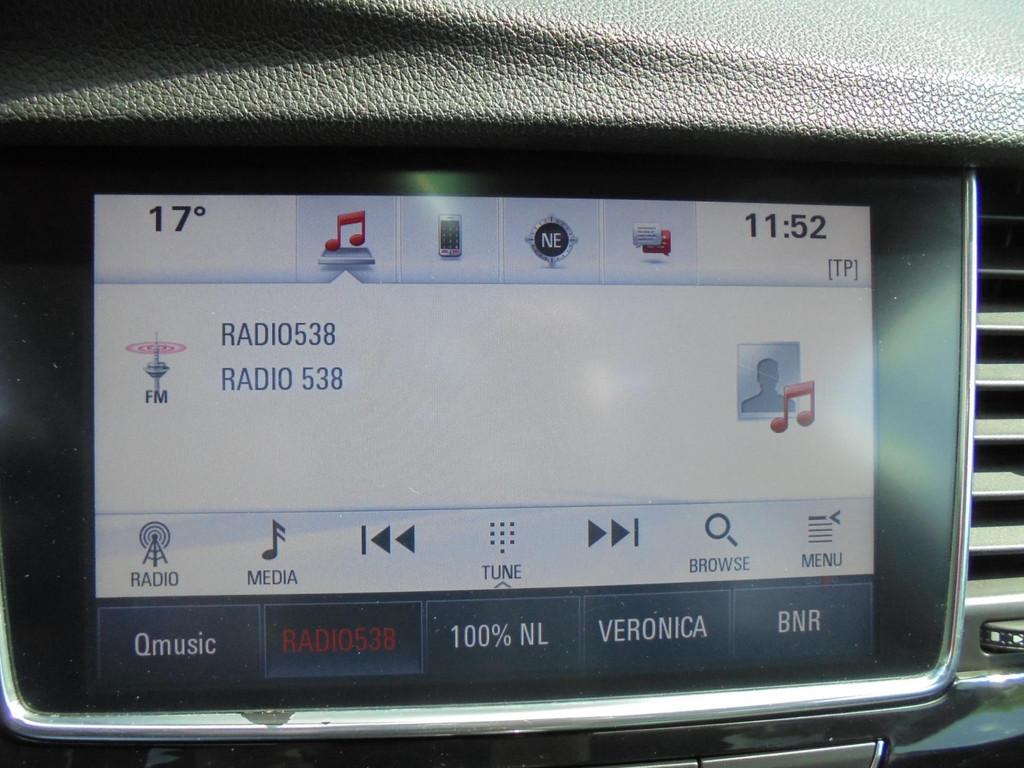 17°
NE
11:52
[TP]
RADIO538
RADIO 538
FM
RADIO
MEDIA
TUNE
BROWSE
MENU
Qmusic
RADIO538
100% NL
VERONICA
BNR